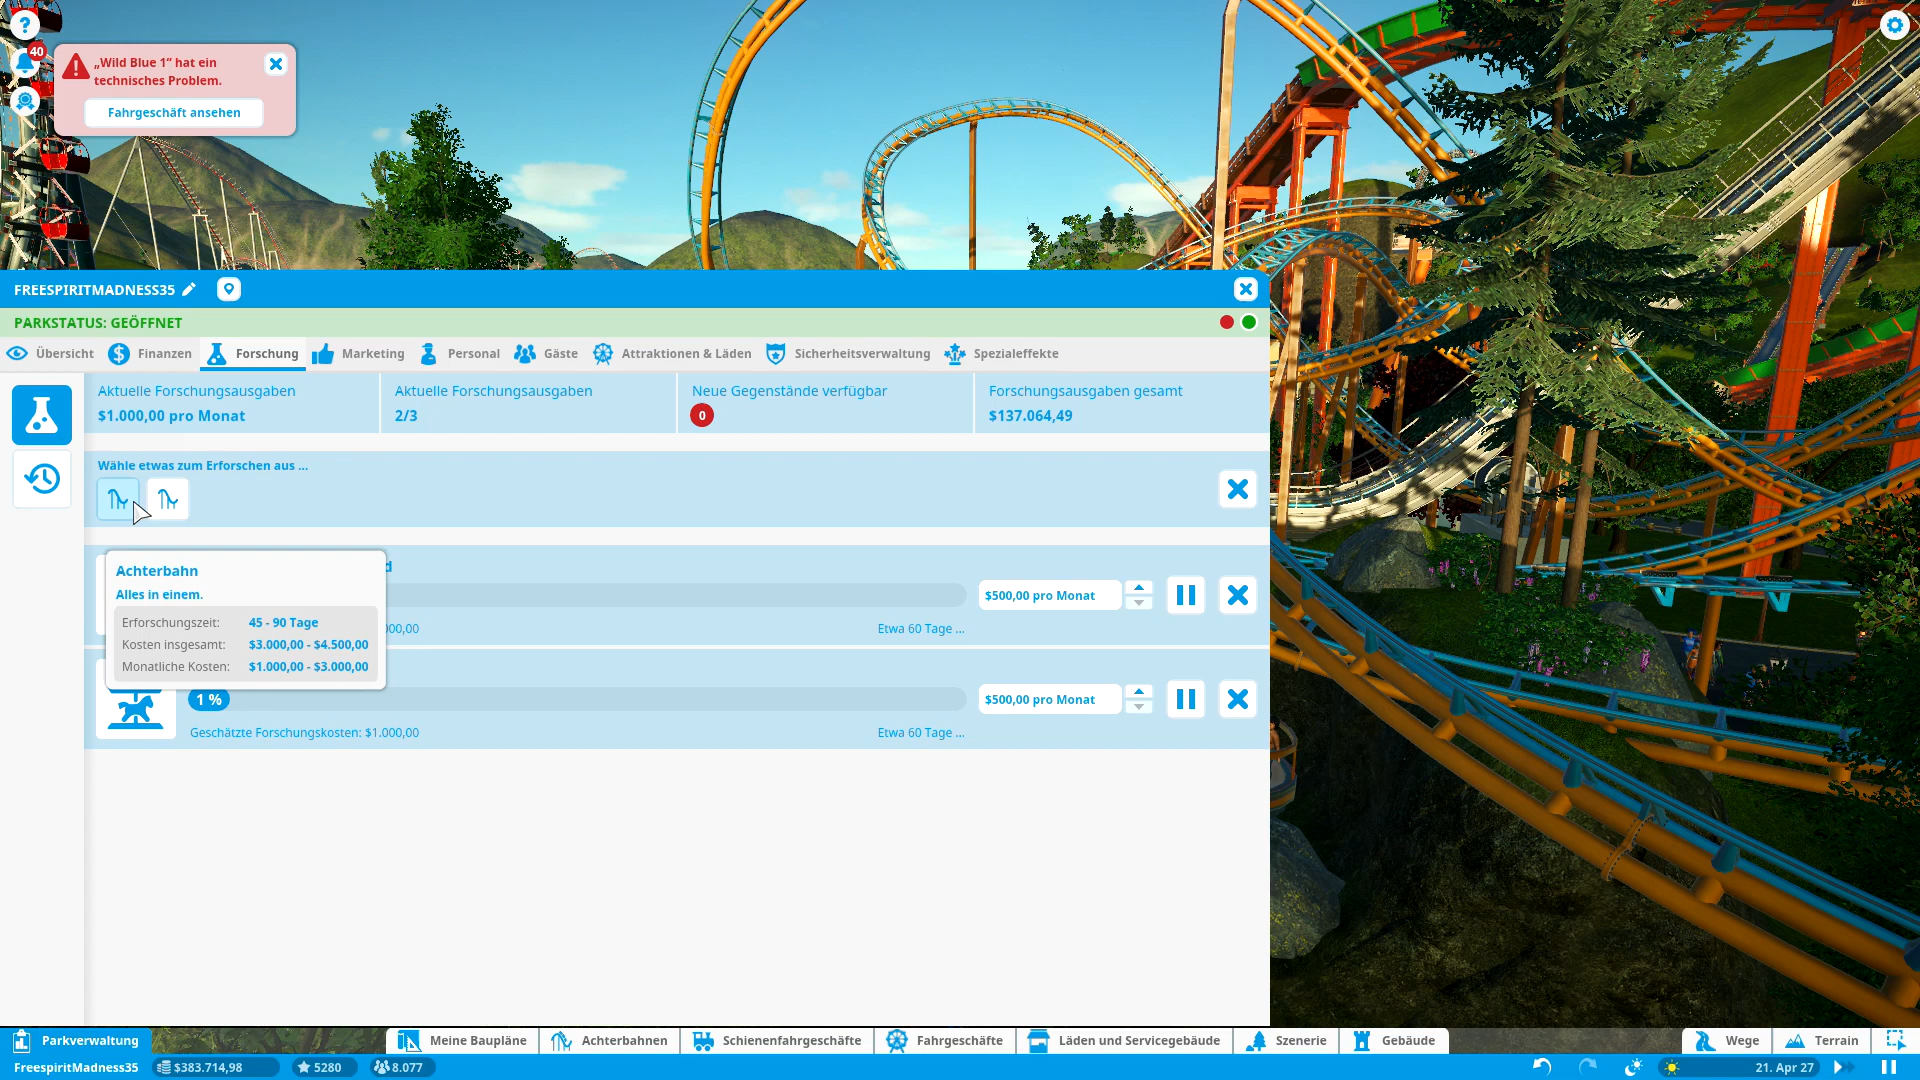 ?
40
„Wild Blue 1“ hat ein
technisches Problem.
Fahrgeschäft ansehen
FREESPIRITMADNESS35
PARKSTATUS: GEÖFFNET
Übersicht
Finanzen
Forschung
Marketing
Personal
Gäste
Attraktionen & Läden
Sicherheitsverwaltung
Spezialeffekte
Aktuelle Forschungsausgaben
$1.000,00 pro Monat
Aktuelle Forschungsausgaben
2/3
Neue Gegenstände verfügbar
0
Forschungsausgaben gesamt
$137.064,49
Wähle etwas zum Erforschen aus ...
Achterbahn
Alles in einem.
Erforschungszeit: 45 - 90 Tage
Kosten insgesamt: $3.000,00 - $4.500,00
Monatliche Kosten: $1.000,00 - $3.000,00
$500,00 pro Monat
Etwa 60 Tage ...
1 %
$500,00 pro Monat
Geschätzte Forschungskosten: $1.000,00
Etwa 60 Tage ...
Parkverwaltung
Meine Baupläne
Achterbahnen
Schienenfahrgeschäfte
Fahrgeschäfte
Läden und Servicegebäude
Szenerie
Gebäude
Wege
Terrain
FreespiritMadness35
$383.714,98
5280
8.077
21. Apr 27